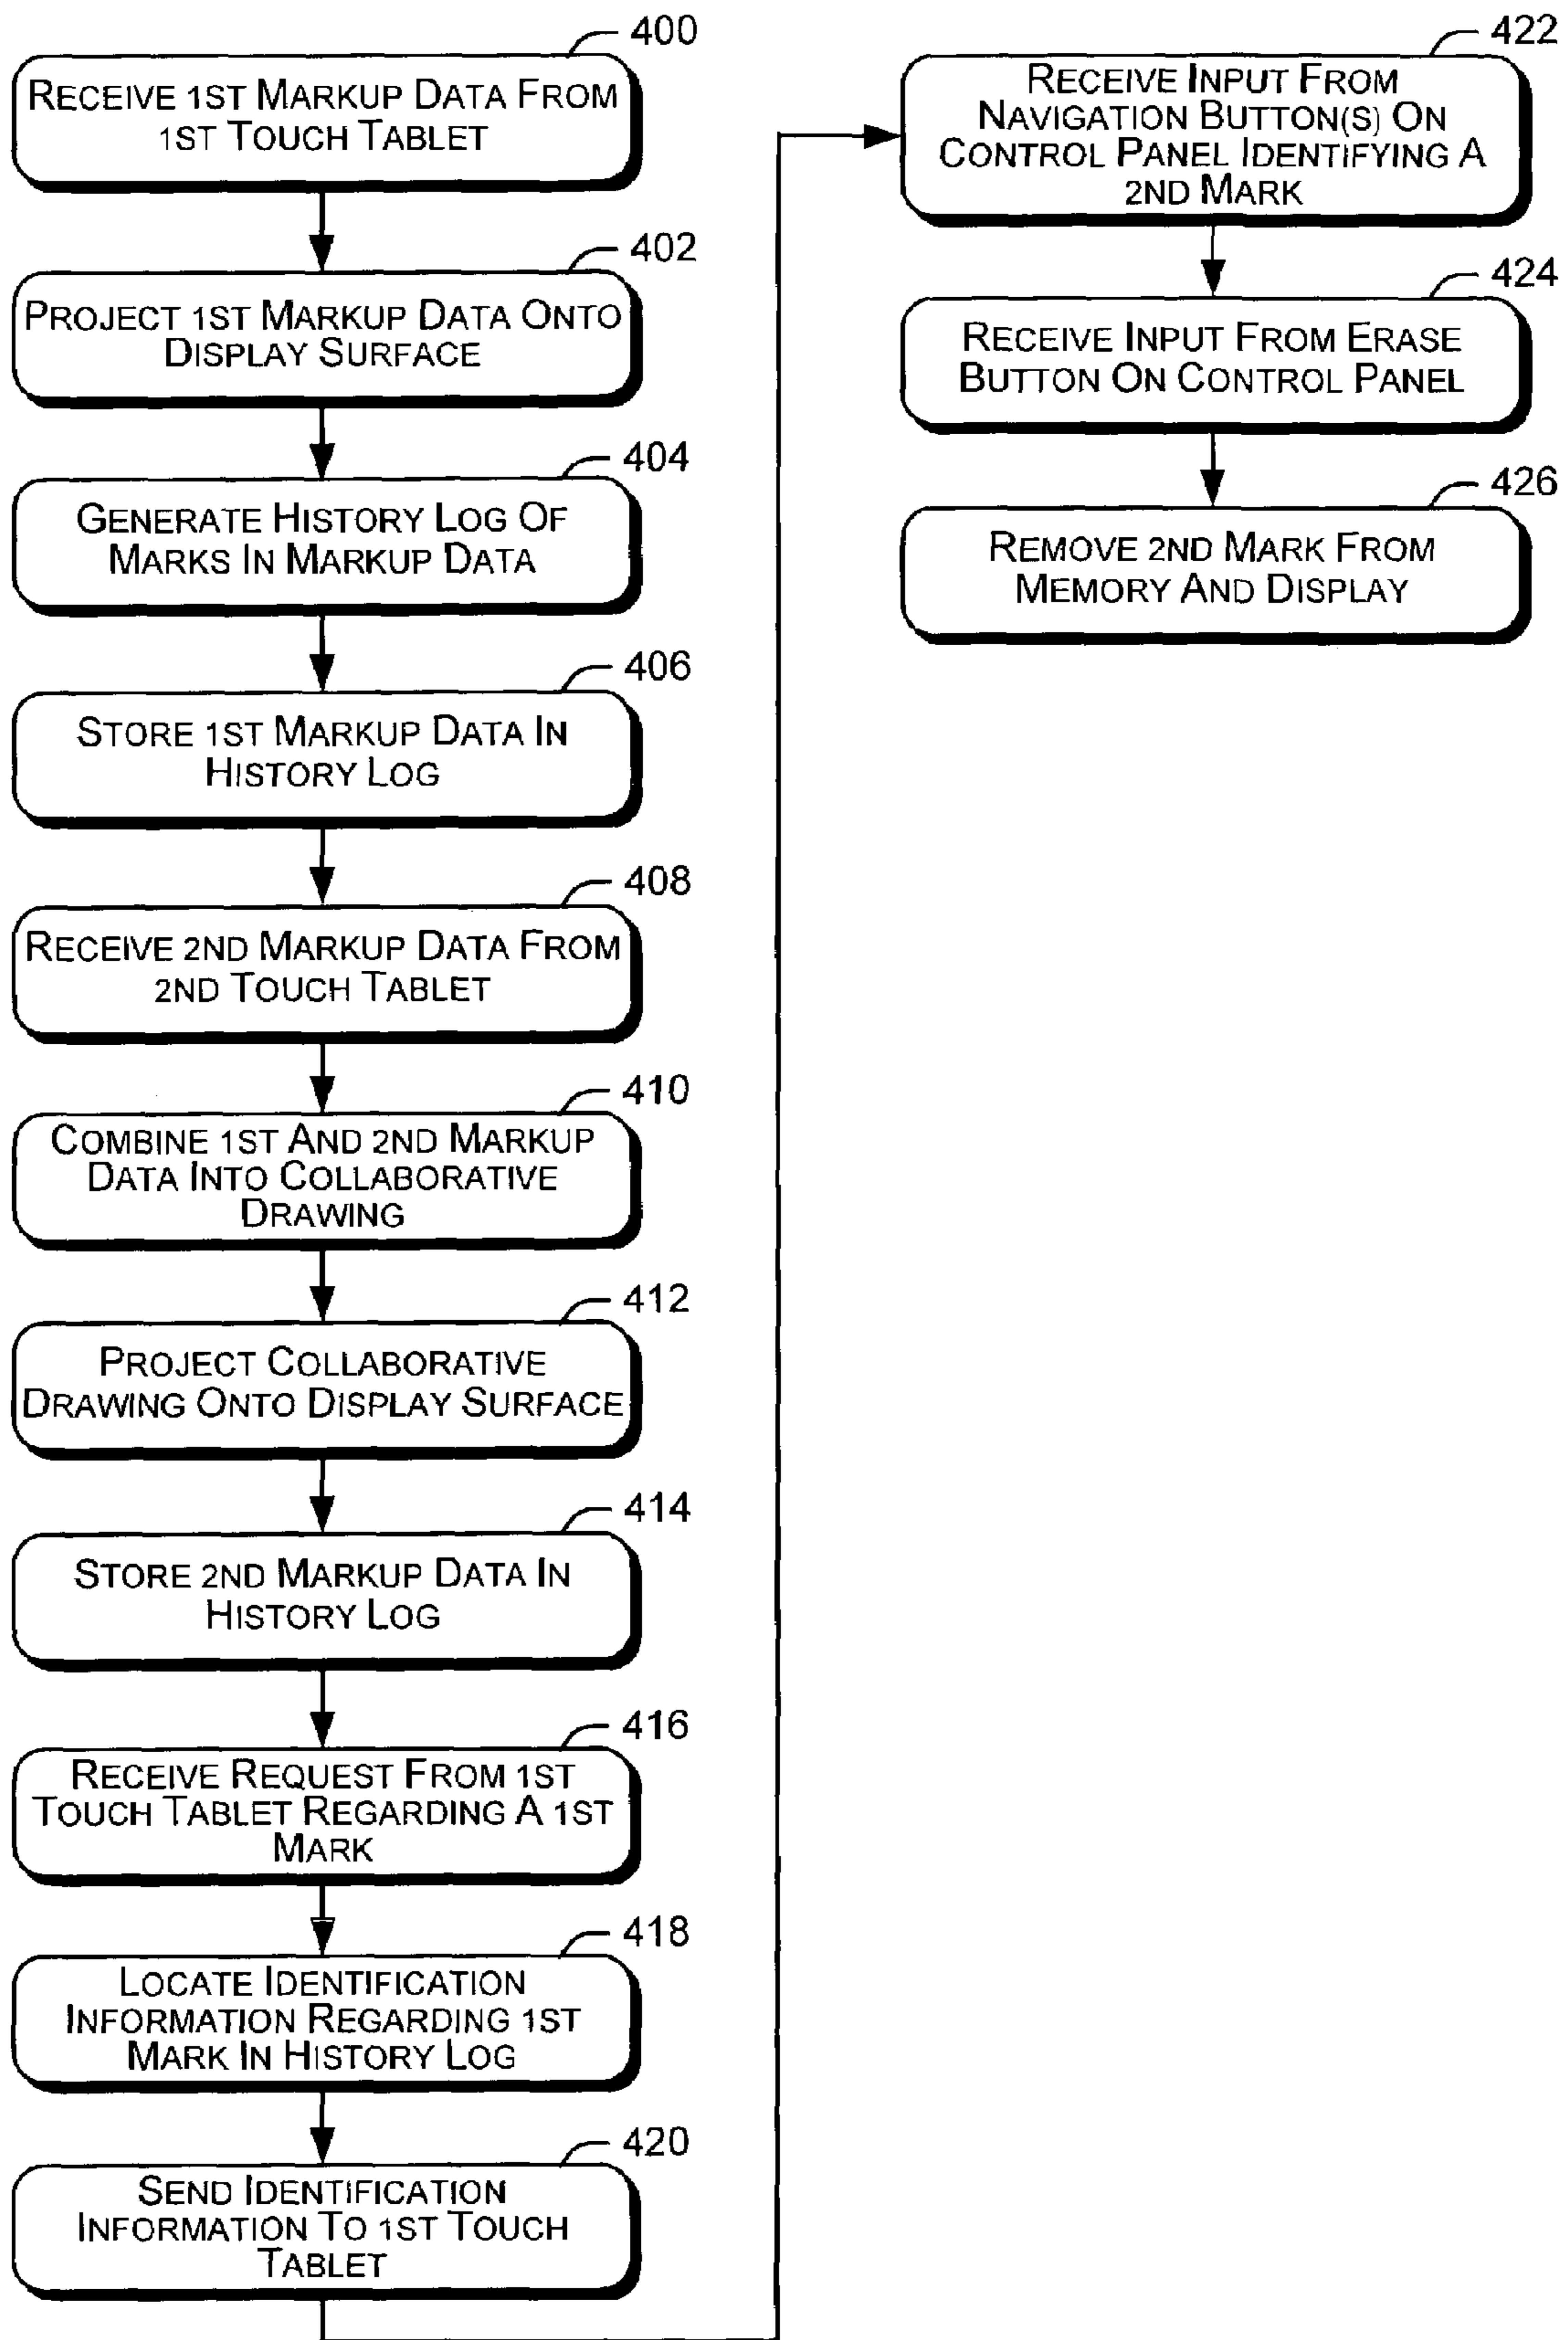 400
RECEIVE 1ST MARKUP DATA FROM
1ST TOUCH TABLET
402
PROJECT 1ST MARKUP DATA ONTO
DISPLAY SURFACE
404
GENERATE HISTORY LOG OF
MARKS IN MARKUP DATA
406
STORE 1ST MARKUP DATA IN
HISTORY LOG
408
RECEIVE 2ND MARKUP DATA FROM
2ND TOUCH TABLET
410
COMBINE 1ST AND 2ND MARKUP
DATA INTO COLLABORATIVE
DRAWING
412
PROJECT COLLABORATIVE
DRAWING ONTO DISPLAY SURFACE
414
STORE 2ND MARKUP DATA IN
HISTORY LOG
416
RECEIVE REQUEST FROM 1ST
TOUCH TABLET REGARDING A 1ST
MARK
418
LOCATE IDENTIFICATION
INFORMATION REGARDING 1ST
MARK IN HISTORY LOG
420
SEND IDENTIFICATION
INFORMATION TO 1ST TOUCH
TABLET
422
RECEIVE INPUT FROM
NAVIGATION BUTTON(S) ON
CONTROL PANEL IDENTIFYING A
2ND MARK
424
RECEIVE INPUT FROM ERASE
BUTTON ON CONTROL PANEL
426
REMOVE 2ND MARK FROM
MEMORY AND DISPLAY